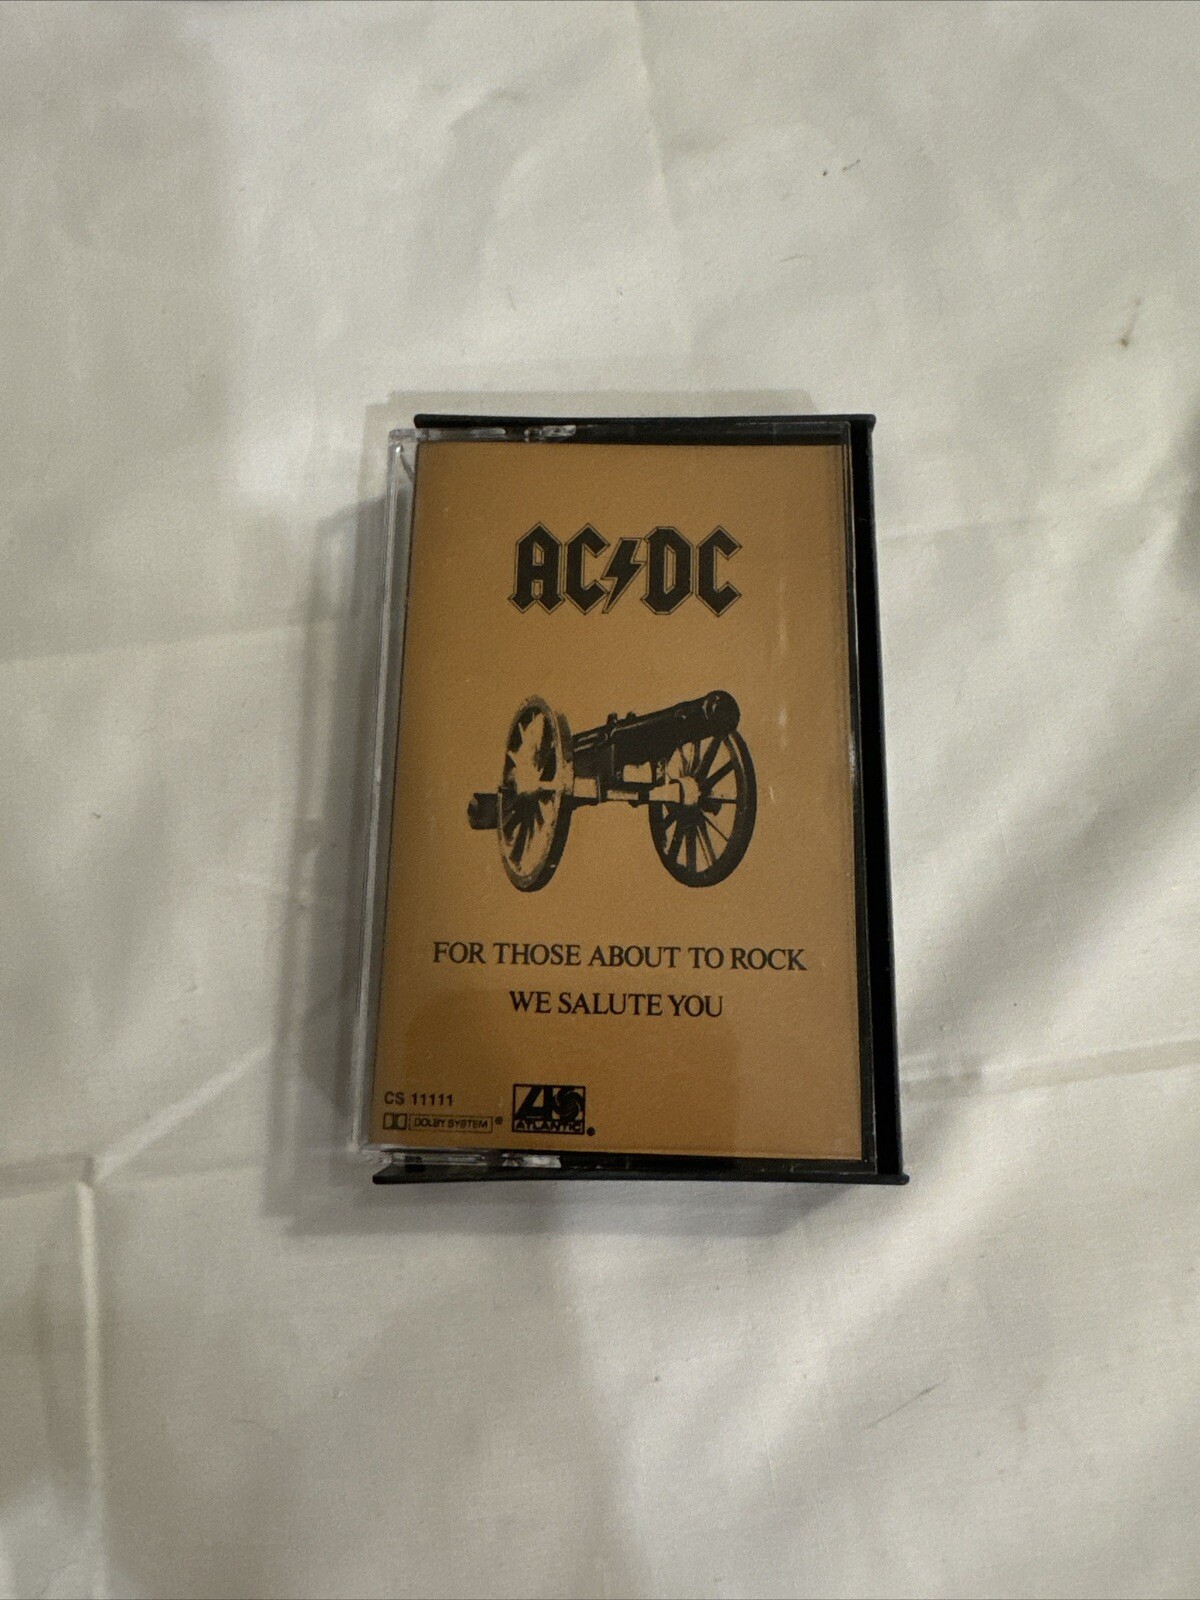 AC/DC
FOR THOSE ABOUT TO ROCK
WE SALUTE YOU
CS 11111
DOLBY SYSTEM®
ATLANTIC®